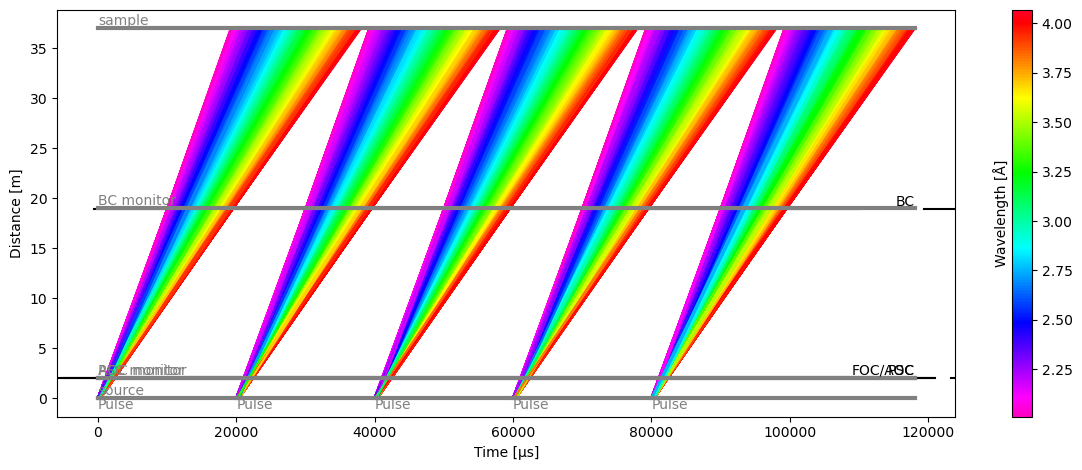 sample
BC monitor
BC
monitor
FOC/ASC
PSC
source
Pulse
Pulse
Pulse
Pulse
Pulse
35
30
25
20
15
10
5
0
Distance [m]
0
20000
40000
60000
80000
100000
120000
Time [µs]
4.00
3.75
3.50
3.25
3.00
2.75
2.50
2.25
Wavelength [Å]